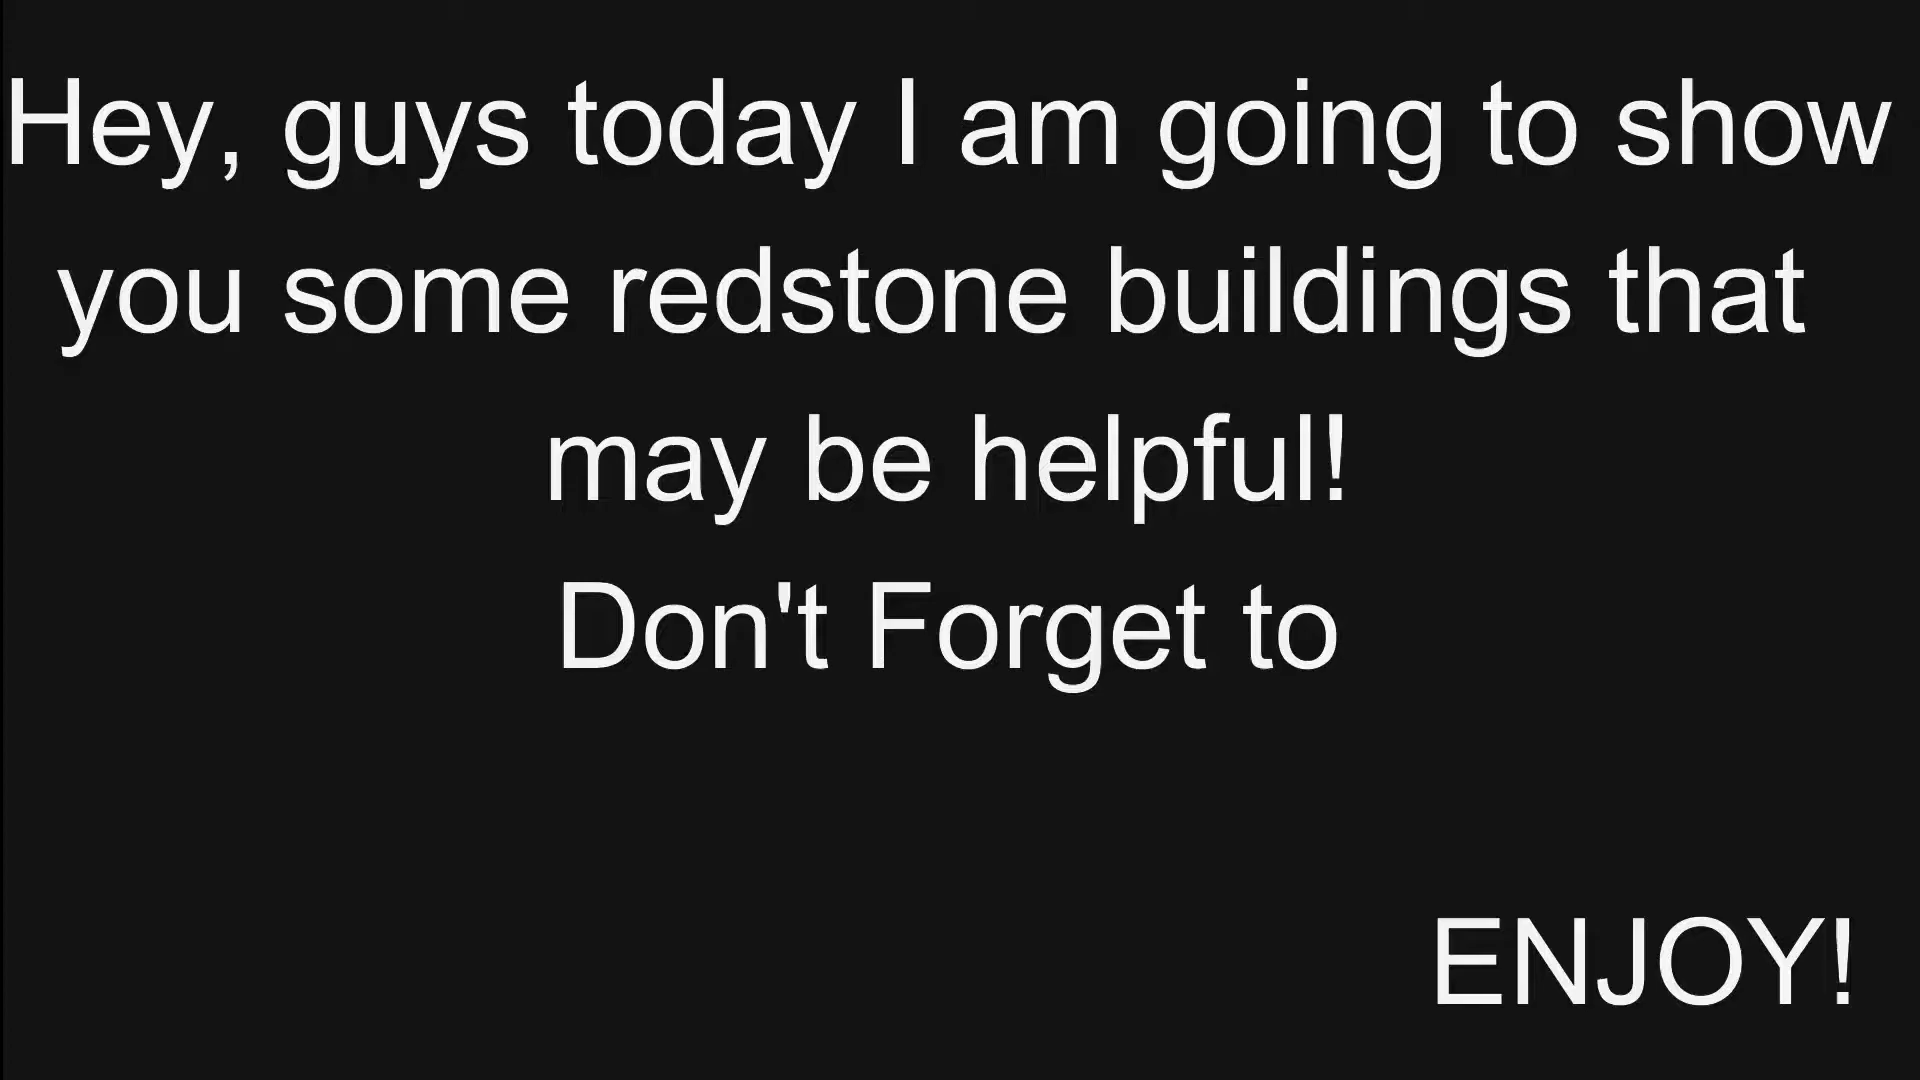 Hey, guys today I am going to show
you some redstone buildings that
may be helpful!
Don't Forget to
ENJOY!